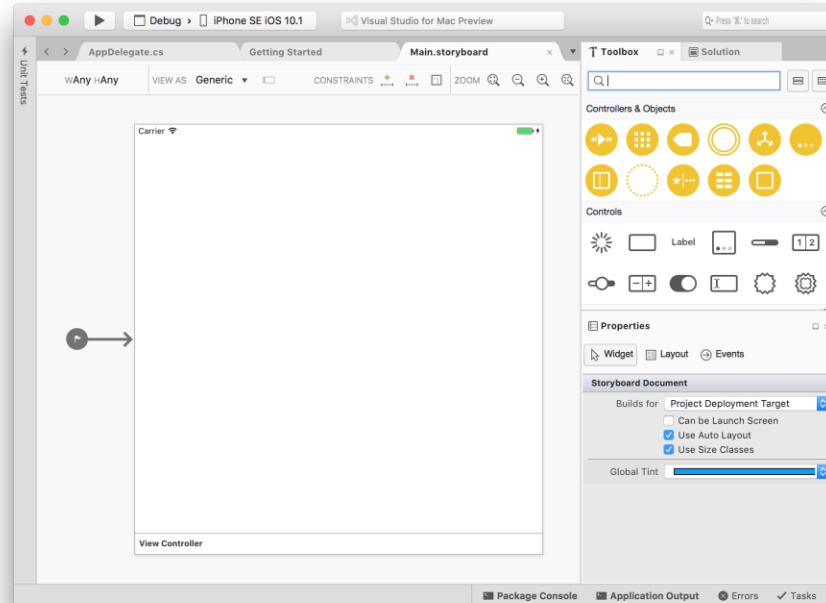 Debug › iPhone SE iOS 10.1
Visual Studio for Mac Preview
Press '⌘.' to search
Unit Tests
AppDelegate.cs
Getting Started
Main.storyboard
Toolbox
Solution
wAny hAny
VIEW AS Generic
CONSTRAINTS
ZOOM
Controllers & Objects
Carrier
Controls
Label
1 2
Properties
Widget
Layout
Events
Storyboard Document
Builds for Project Deployment Target
Can be Launch Screen
Use Auto Layout
Use Size Classes
Global Tint
View Controller
Package Console
Application Output
Errors
Tasks